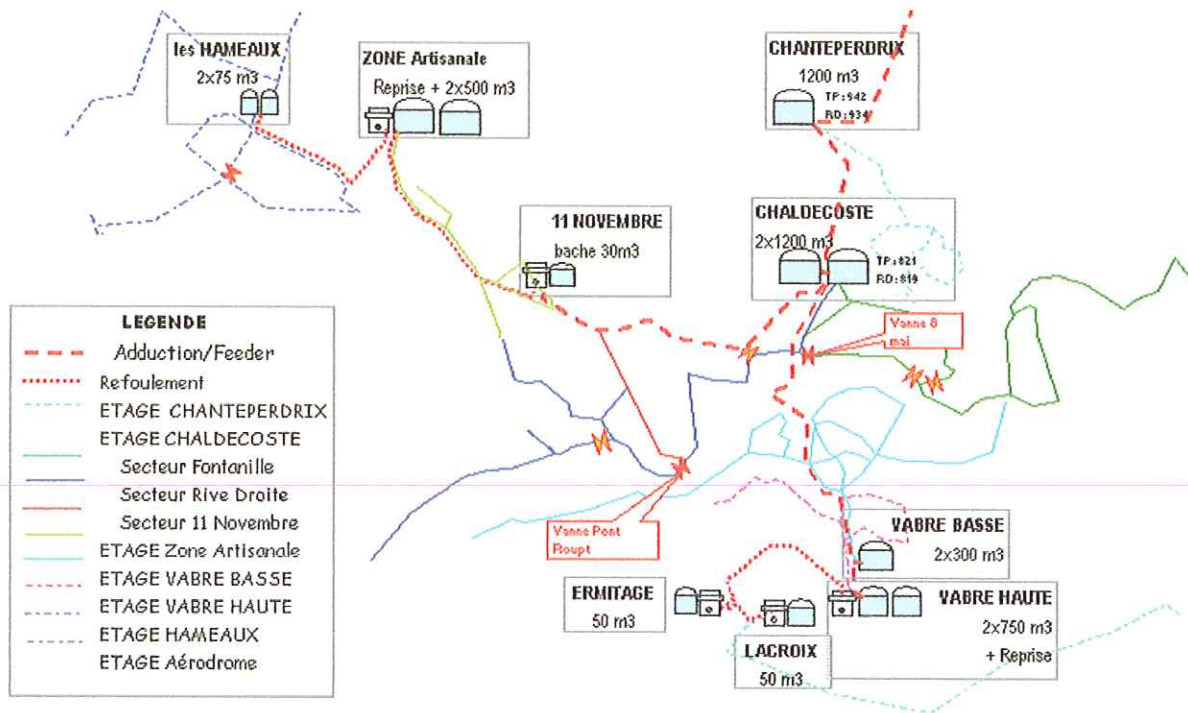 les HAMEAUX
2x75 m3
ZONE Artisanale
Reprise + 2x500 m3
CHANTEPERDRIX
1200 m3
TP:942
RD:934
11 NOVEMBRE
bache 30m3
CHALDECOSTE
2x1200 m3
TP:821
RD:819
Vanne 8
mai
LEGENDE
Adduction/Feeder
Refoulement
ETAGE CHANTEPERDRIX
ETAGE CHALDECOSTE
Secteur Fontanille
Secteur Rive Droite
Secteur 11 Novembre
ETAGE Zone Artisanale
ETAGE VABRE BASSE
ETAGE VABRE HAUTE
ETAGE HAMEAUX
ETAGE Aérodrome
Vanne Pont
Roupt
VABRE BASSE
2x300 m3
ERMITAGE
50 m3
LACROIX
50 m3
VABRE HAUTE
2x750 m3
+ Reprise